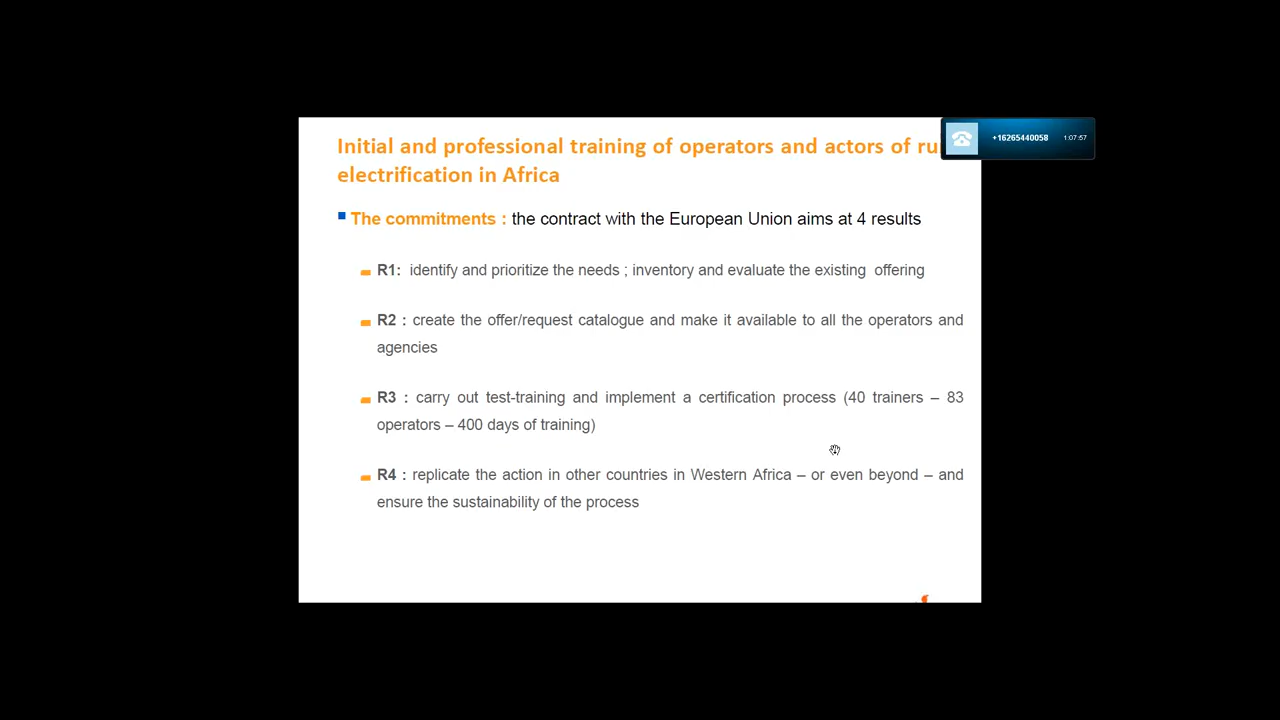 Initial and professional training of operators and actors of
electrification in Africa
The commitments : the contract with the European Union aims at 4 results
R1: identify and prioritize the needs ; inventory and evaluate the existing offering
R2 : create the offer/request catalogue and make it available to all the operators and
agencies
R3 : carry out test-training and implement a certification process (40 trainers – 83
operators – 400 days of training)
R4 : replicate the action in other countries in Western Africa – or even beyond – and
ensure the sustainability of the process
+16265440058 1:07:57